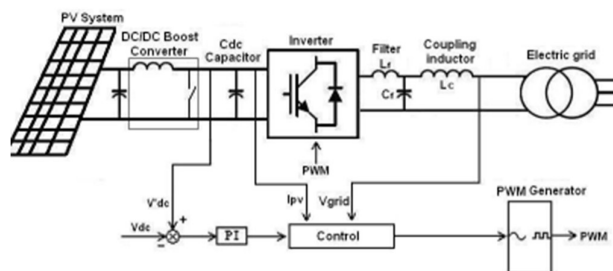 PV System
DC/DC Boost
Converter
Cdc
Capacitor
Inverter
Filter
Lf
Cf
Coupling
inductor
Lc
Electric grid
PWM
V'dc
Ipv
Vgrid
PWM Generator
Vdc
+
−
PI
Control
PWM